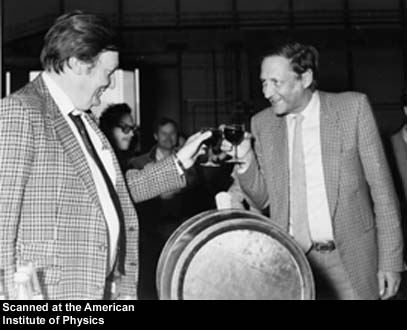 Scanned at the American
Institute of Physics